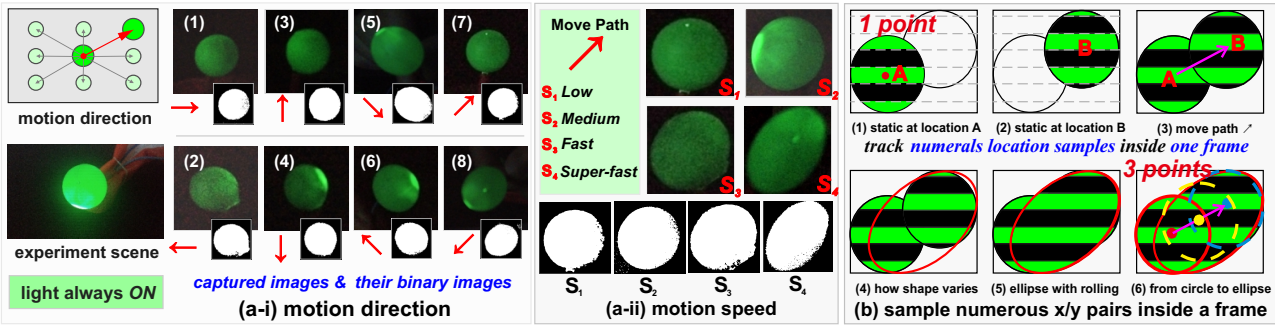 motion direction
experiment scene
light always ON
(1)
(3)
(5)
(7)
(2)
(4)
(6)
(8)
captured images & their binary images
(a-i) motion direction
Move Path
S1 Low
S2 Medium
S3 Fast
S4 Super-fast
S1
S2
S3
S4
S1
S2
S3
S4
(a-ii) motion speed
1 point
A
B
A
B
(1) static at location A
(2) static at location B
(3) move path ↗
track numerals location samples inside one frame
3 points
(4) how shape varies
(5) ellipse with rolling
(6) from circle to ellipse
(b) sample numerous x/y pairs inside a frame